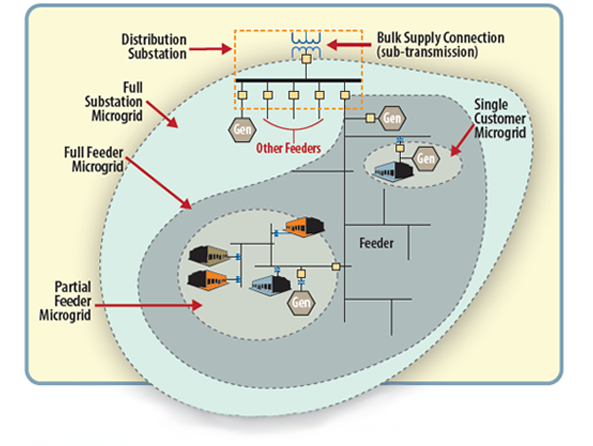 Distribution
Substation
Bulk Supply Connection
(sub-transmission)
Full
Substation
Microgrid
Single
Customer
Microgrid
Gen
Gen
Other Feeders
Full Feeder
Microgrid
Gen
Feeder
Partial
Feeder
Microgrid
Gen